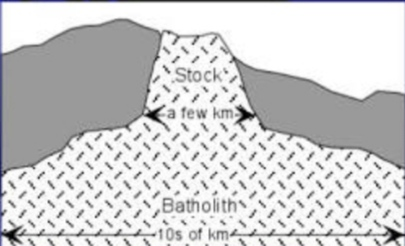 Stock
a few km
Batholith
10s of km